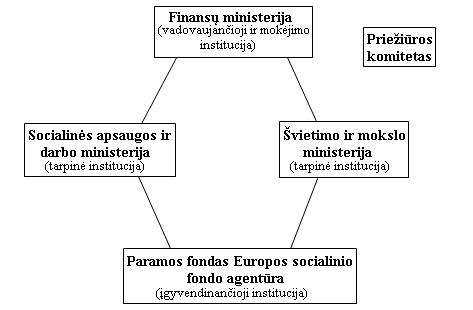 Finansų ministerija
(vadovaujančioji ir mokėjimo
institucija)
Priežiūros
komitetas
Socialinės apsaugos ir
darbo ministerija
(tarpinė institucija)
Švietimo ir mokslo
ministerija
(tarpinė institucija)
Paramos fondas Europos socialinio
fondo agentūra
(įgyvendinančioji institucija)